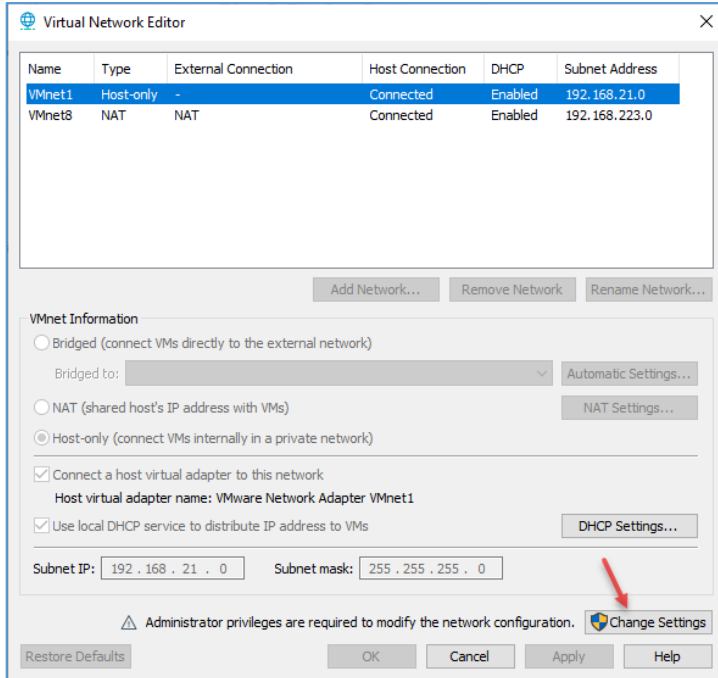 Virtual Network Editor
Name Type External Connection Host Connection DHCP Subnet Address
VMnet1 Host-only - Connected Enabled 192.168.21.0
VMnet8 NAT NAT Connected Enabled 192.168.223.0
Add Network... Remove Network Rename Network...
VMnet Information
Bridged (connect VMs directly to the external network)
Bridged to: Automatic Settings...
NAT (shared host's IP address with VMs) NAT Settings...
Host-only (connect VMs internally in a private network)
Connect a host virtual adapter to this network
Host virtual adapter name: VMware Network Adapter VMnet1
Use local DHCP service to distribute IP address to VMs DHCP Settings...
Subnet IP: 192 . 168 . 21 . 0 Subnet mask: 255 . 255 . 255 . 0
Administrator privileges are required to modify the network configuration. Change Settings
Restore Defaults OK Cancel Apply Help